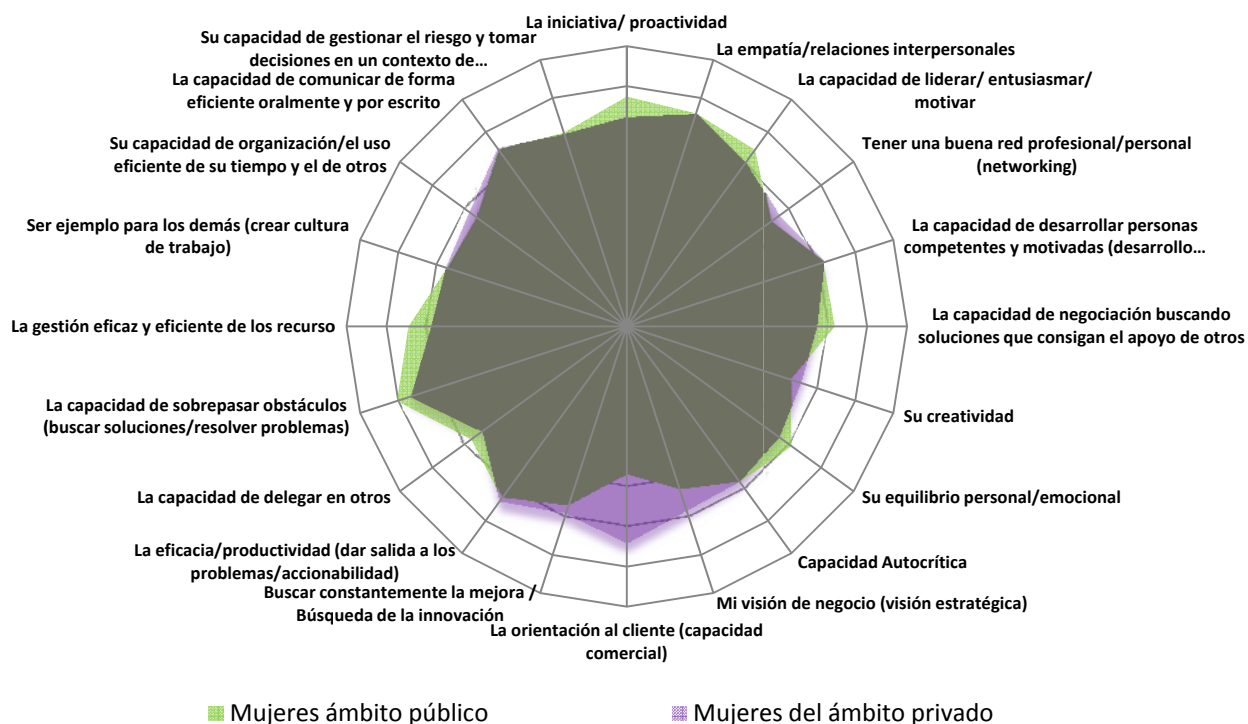 La iniciativa/ proactividad
La empatía/relaciones interpersonales
La capacidad de liderar/ entusiasmar/
motivar
Tener una buena red profesional/personal
(networking)
La capacidad de desarrollar personas
competentes y motivadas (desarrollo…
La capacidad de negociación buscando
soluciones que consigan el apoyo de otros
Su creatividad
Su equilibrio personal/emocional
Capacidad Autocrítica
Mi visión de negocio (visión estratégica)
La orientación al cliente (capacidad
comercial)
Buscar constantemente la mejora /
Búsqueda de la innovación
La eficacia/productividad (dar salida a los
problemas/accionabilidad)
La capacidad de delegar en otros
La capacidad de sobrepasar obstáculos
(buscar soluciones/resolver problemas)
La gestión eficaz y eficiente de los recurso
Ser ejemplo para los demás (crear cultura
de trabajo)
Su capacidad de organización/el uso
eficiente de su tiempo y el de otros
La capacidad de comunicar de forma
eficiente oralmente y por escrito
Su capacidad de gestionar el riesgo y tomar
decisiones en un contexto de…
Mujeres ámbito público
Mujeres del ámbito privado